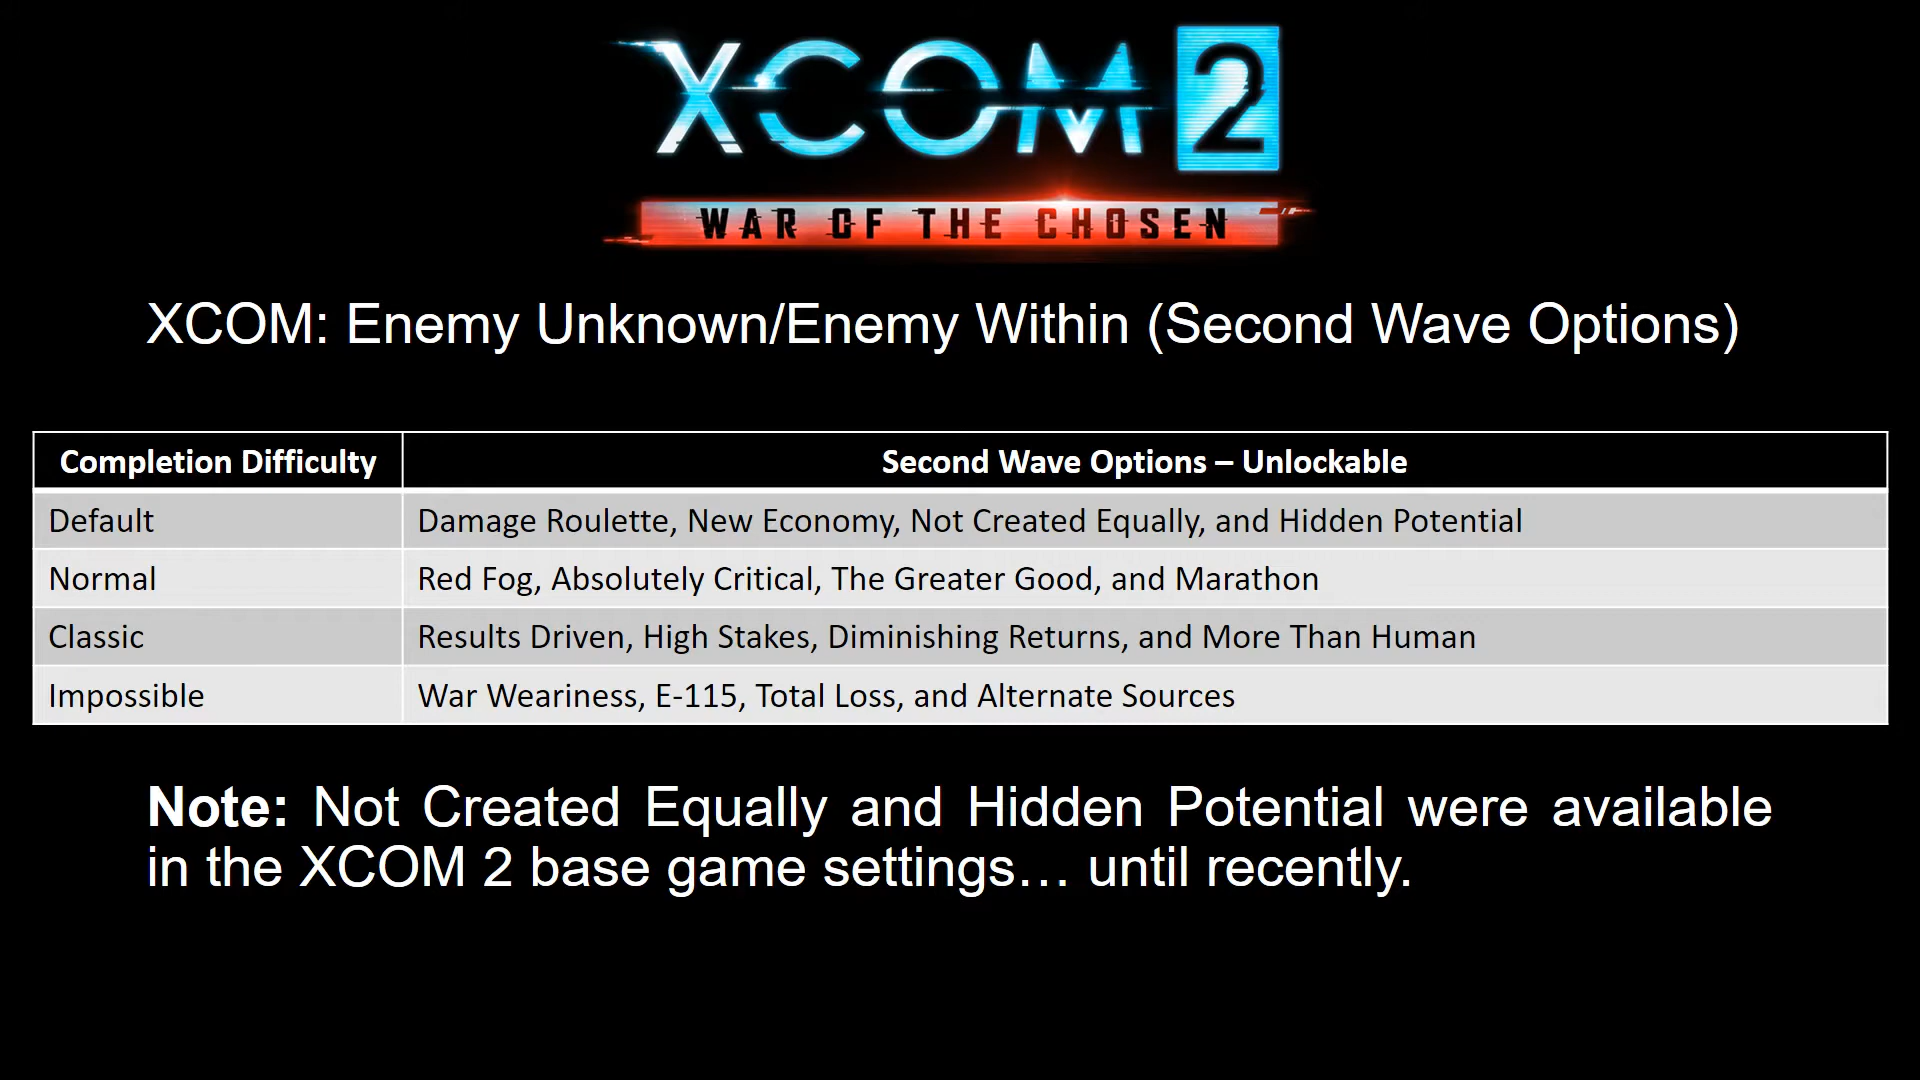 XCOM 2
WAR OF THE CHOSEN
XCOM: Enemy Unknown/Enemy Within (Second Wave Options)
Completion Difficulty Second Wave Options – Unlockable
Default Damage Roulette, New Economy, Not Created Equally, and Hidden Potential
Normal Red Fog, Absolutely Critical, The Greater Good, and Marathon
Classic Results Driven, High Stakes, Diminishing Returns, and More Than Human
Impossible War Weariness, E-115, Total Loss, and Alternate Sources
Note: Not Created Equally and Hidden Potential were available
in the XCOM 2 base game settings… until recently.